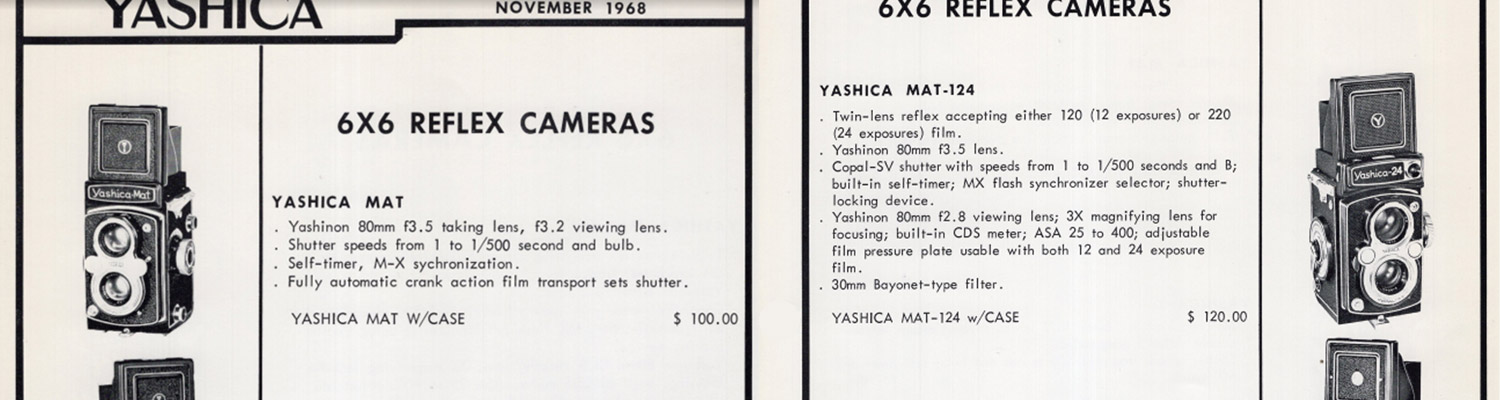 YASHICA
NOVEMBER 1968
6X6 REFLEX CAMERAS
Yashica-Mat
YASHICA MAT
. Yashinon 80mm f3.5 taking lens, f3.2 viewing lens.
. Shutter speeds from 1 to 1/500 second and bulb.
. Self-timer, M-X sychronization.
. Fully automatic crank action film transport sets shutter.
YASHICA MAT W/CASE $ 100.00
6X6 REFLEX CAMERAS
YASHICA MAT-124
. Twin-lens reflex accepting either 120 (12 exposures) or 220
(24 exposures) film.
. Yashinon 80mm f3.5 lens.
. Copal-SV shutter with speeds from 1 to 1/500 seconds and B;
built-in self-timer; MX flash synchronizer selector; shutter-
locking device.
. Yashinon 80mm f2.8 viewing lens; 3X magnifying lens for
focusing; built-in CDS meter; ASA 25 to 400; adjustable
film pressure plate usable with both 12 and 24 exposure
film.
. 30mm Bayonet-type filter.
YASHICA MAT-124 w/CASE $ 120.00
Y
Yashica-24